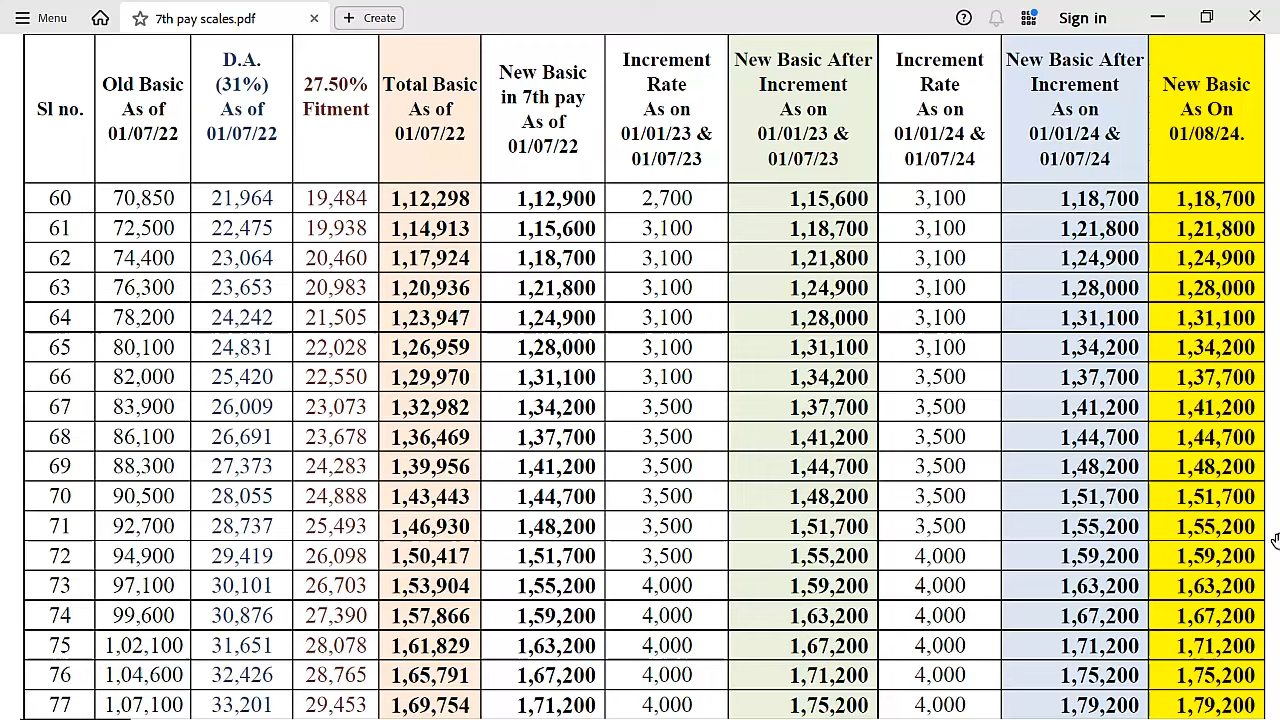 Menu 7th pay scales.pdf × + Create Sign in
Sl no. Old Basic As of 01/07/22 D.A. (31%) As of 01/07/22 27.50% Fitment Total Basic As of 01/07/22 New Basic in 7th pay As of 01/07/22 Increment Rate As on 01/01/23 & 01/07/23 New Basic After Increment As on 01/01/23 & 01/07/23 Increment Rate As on 01/01/24 & 01/07/24 New Basic After Increment As on 01/01/24 & 01/07/24 New Basic As On 01/08/24.
60 70,850 21,964 19,484 1,12,298 1,12,900 2,700 1,15,600 3,100 1,18,700 1,18,700
61 72,500 22,475 19,938 1,14,913 1,15,600 3,100 1,18,700 3,100 1,21,800 1,21,800
62 74,400 23,064 20,460 1,17,924 1,18,700 3,100 1,21,800 3,100 1,24,900 1,24,900
63 76,300 23,653 20,983 1,20,936 1,21,800 3,100 1,24,900 3,100 1,28,000 1,28,000
64 78,200 24,242 21,505 1,23,947 1,24,900 3,100 1,28,000 3,100 1,31,100 1,31,100
65 80,100 24,831 22,028 1,26,959 1,28,000 3,100 1,31,100 3,100 1,34,200 1,34,200
66 82,000 25,420 22,550 1,29,970 1,31,100 3,100 1,34,200 3,500 1,37,700 1,37,700
67 83,900 26,009 23,073 1,32,982 1,34,200 3,500 1,37,700 3,500 1,41,200 1,41,200
68 86,100 26,691 23,678 1,36,469 1,37,700 3,500 1,41,200 3,500 1,44,700 1,44,700
69 88,300 27,373 24,283 1,39,956 1,41,200 3,500 1,44,700 3,500 1,48,200 1,48,200
70 90,500 28,055 24,888 1,43,443 1,44,700 3,500 1,48,200 3,500 1,51,700 1,51,700
71 92,700 28,737 25,493 1,46,930 1,48,200 3,500 1,51,700 3,500 1,55,200 1,55,200
72 94,900 29,419 26,098 1,50,417 1,51,700 3,500 1,55,200 4,000 1,59,200 1,59,200
73 97,100 30,101 26,703 1,53,904 1,55,200 4,000 1,59,200 4,000 1,63,200 1,63,200
74 99,600 30,876 27,390 1,57,866 1,59,200 4,000 1,63,200 4,000 1,67,200 1,67,200
75 1,02,100 31,651 28,078 1,61,829 1,63,200 4,000 1,67,200 4,000 1,71,200 1,71,200
76 1,04,600 32,426 28,765 1,65,791 1,67,200 4,000 1,71,200 4,000 1,75,200 1,75,200
77 1,07,100 33,201 29,453 1,69,754 1,71,200 4,000 1,75,200 4,000 1,79,200 1,79,200